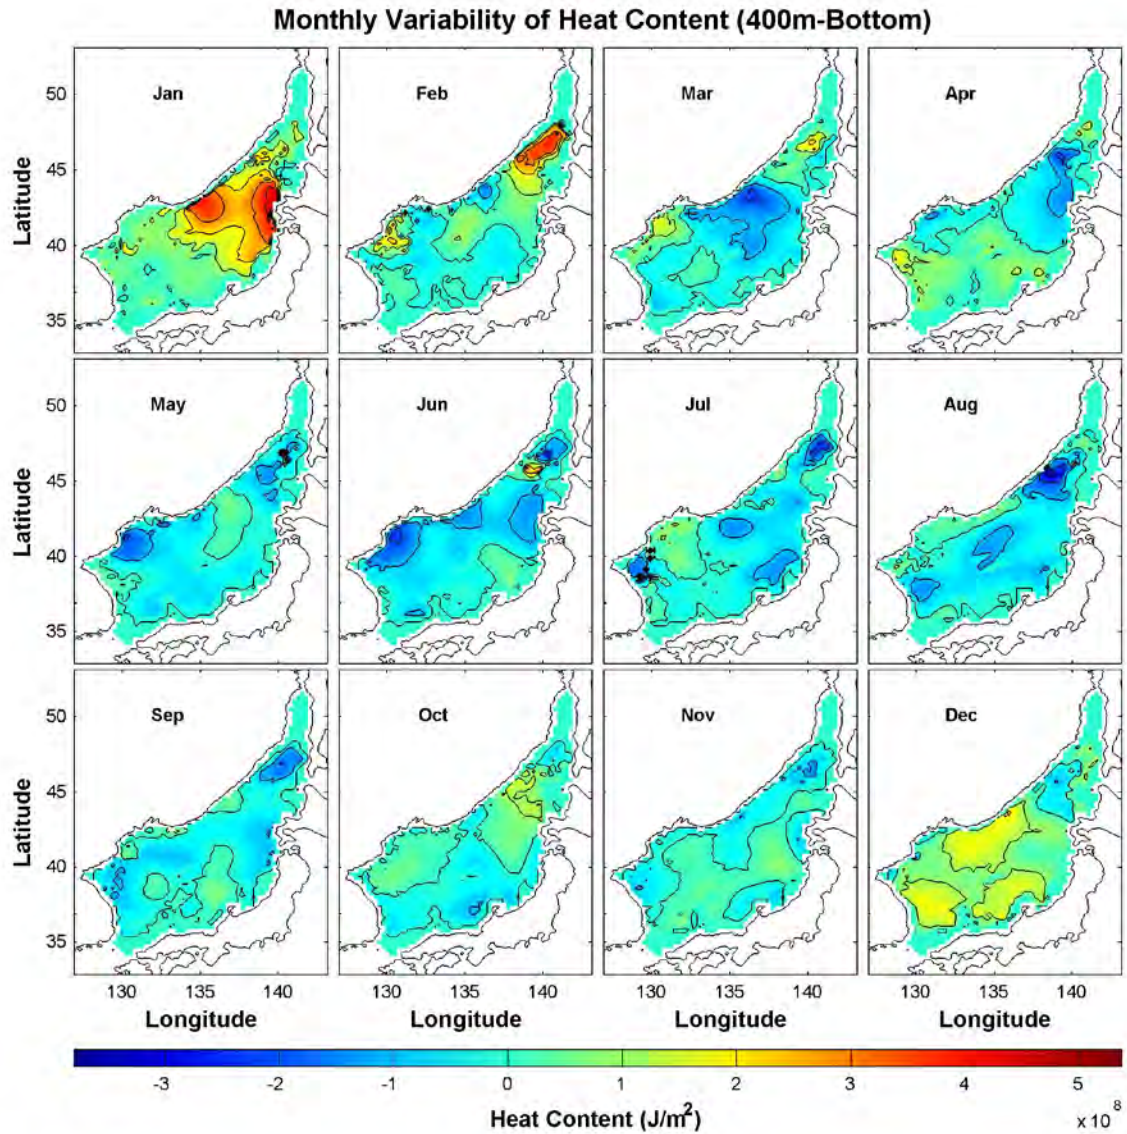 Monthly Variability of Heat Content (400m-Bottom)
Jan Feb Mar Apr
50
45
40
35
Latitude
May Jun Jul Aug
50
45
40
35
Latitude
Sep Oct Nov Dec
50
45
40
35
Latitude
130 135 140 130 135 140 130 135 140 130 135 140
Longitude Longitude Longitude Longitude
-3 -2 -1 0 1 2 3 4 5
Heat Content (J/m²) x 10⁸